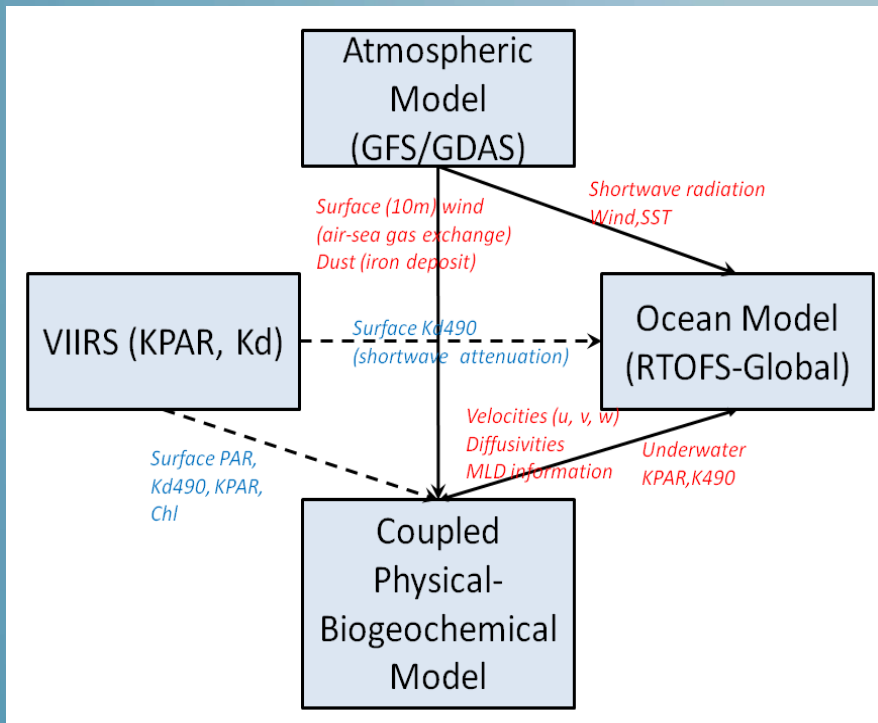 Atmospheric
Model
(GFS/GDAS)
Surface (10m) wind
(air-sea gas exchange)
Dust (iron deposit)
Shortwave radiation
Wind,SST
VIIRS (KPAR, Kd)
Surface Kd490
(shortwave attenuation)
Ocean Model
(RTOFS-Global)
Surface PAR,
Kd490, KPAR,
Chl
Velocities (u, v, w)
Diffusivities
MLD information
Underwater
KPAR,K490
Coupled
Physical-
Biogeochemical
Model